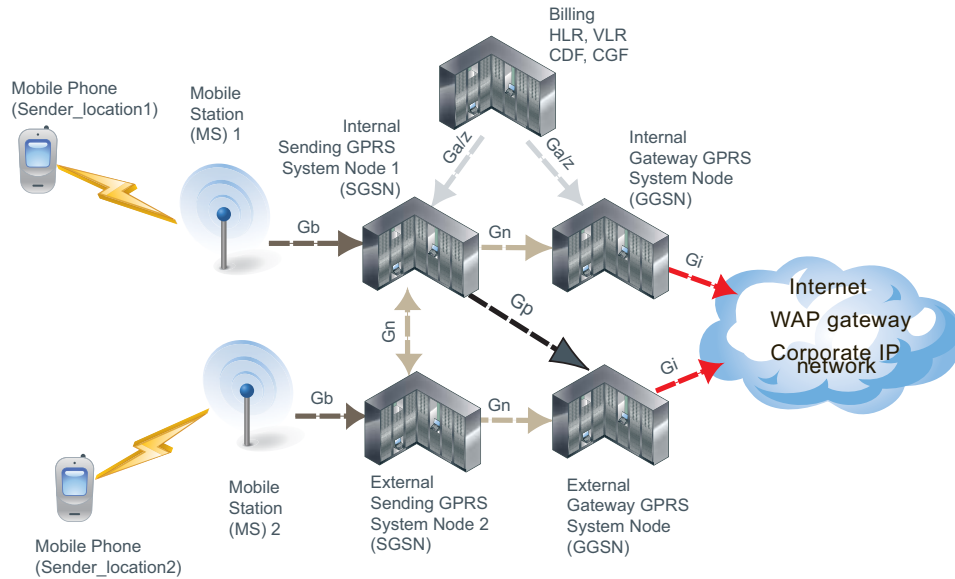 Billing
HLR, VLR
CDF, CGF
Mobile Phone
(Sender_location1)
Mobile
Station
(MS) 1
Internal
Sending GPRS
System Node 1
(SGSN)
Ga/z
Ga/z
Internal
Gateway GPRS
System Node
(GGSN)
Gb
Gn
Gi
Internet
WAP gateway
Corporate IP
network
Gp
Gn
Gi
Gb
Gn
Mobile Phone
(Sender_location2)
Mobile
Station
(MS) 2
External
Sending GPRS
System Node 2
(SGSN)
External
Gateway GPRS
System Node
(GGSN)